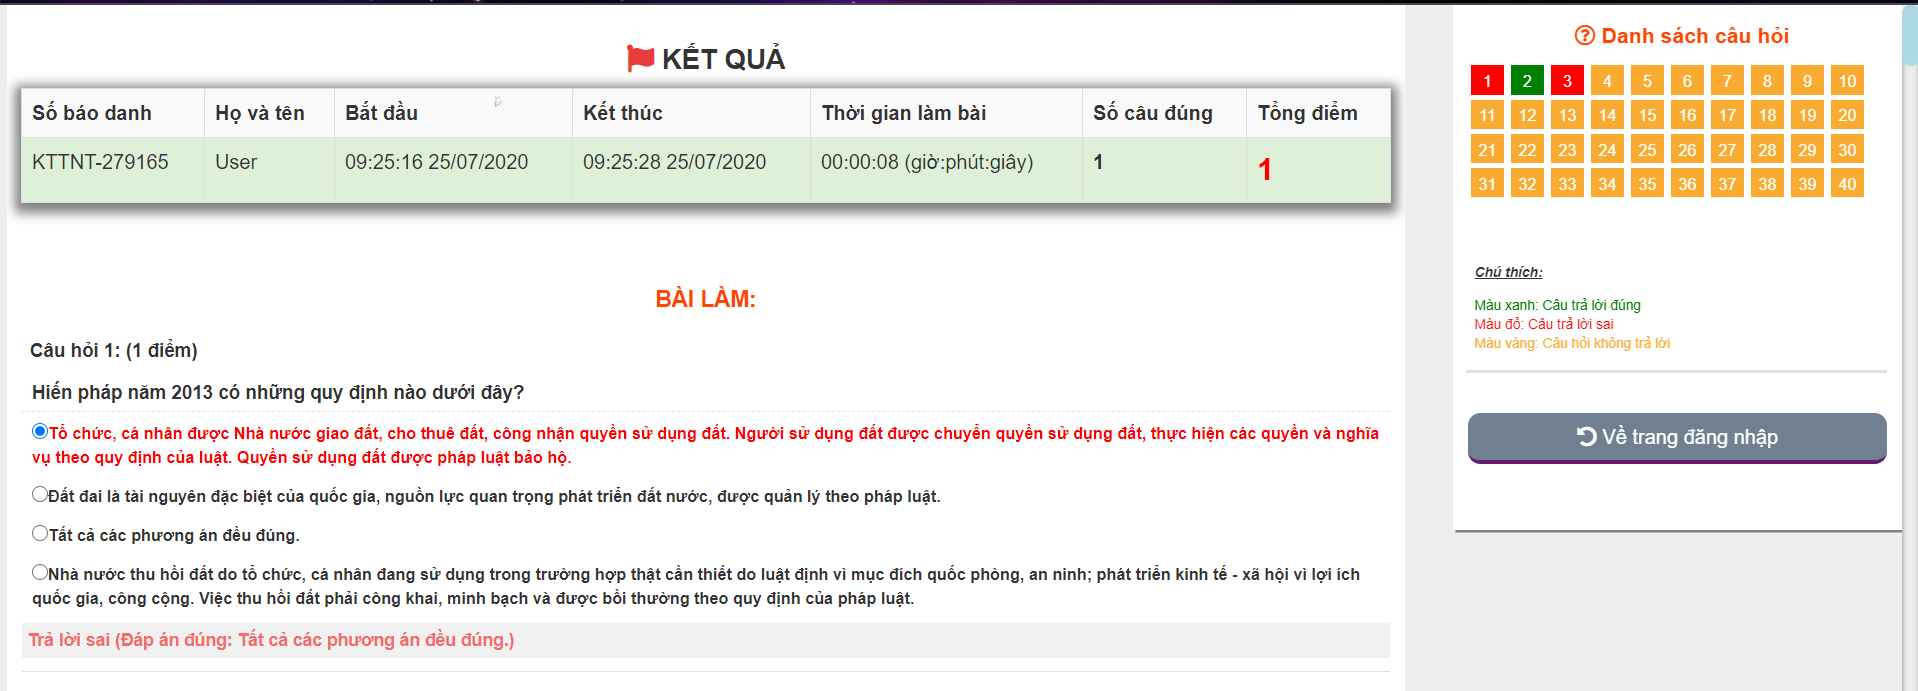 KẾT QUẢ
Số báo danh Họ và tên Bắt đầu Kết thúc Thời gian làm bài Số câu đúng Tổng điểm
KTTNT-279165 User 09:25:16 25/07/2020 09:25:28 25/07/2020 00:00:08 (giờ:phút:giây) 1 1
BÀI LÀM:
Câu hỏi 1: (1 điểm)
Hiến pháp năm 2013 có những quy định nào dưới đây?
Tổ chức, cá nhân được Nhà nước giao đất, cho thuê đất, công nhận quyền sử dụng đất. Người sử dụng đất được chuyển quyền sử dụng đất, thực hiện các quyền và nghĩa
vụ theo quy định của luật. Quyền sử dụng đất được pháp luật bảo hộ.
Đất đai là tài nguyên đặc biệt của quốc gia, nguồn lực quan trọng phát triển đất nước, được quản lý theo pháp luật.
Tất cả các phương án đều đúng.
Nhà nước thu hồi đất do tổ chức, cá nhân đang sử dụng trong trường hợp thật cần thiết do luật định vì mục đích quốc phòng, an ninh; phát triển kinh tế - xã hội vì lợi ích
quốc gia, công cộng. Việc thu hồi đất phải công khai, minh bạch và được bồi thường theo quy định của pháp luật.
Trả lời sai (Đáp án đúng: Tất cả các phương án đều đúng.)
Danh sách câu hỏi
1 2 3 4 5 6 7 8 9 10
11 12 13 14 15 16 17 18 19 20
21 22 23 24 25 26 27 28 29 30
31 32 33 34 35 36 37 38 39 40
Chú thích:
Màu xanh: Câu trả lời đúng
Màu đỏ: Câu trả lời sai
Màu vàng: Câu hỏi không trả lời
Về trang đăng nhập